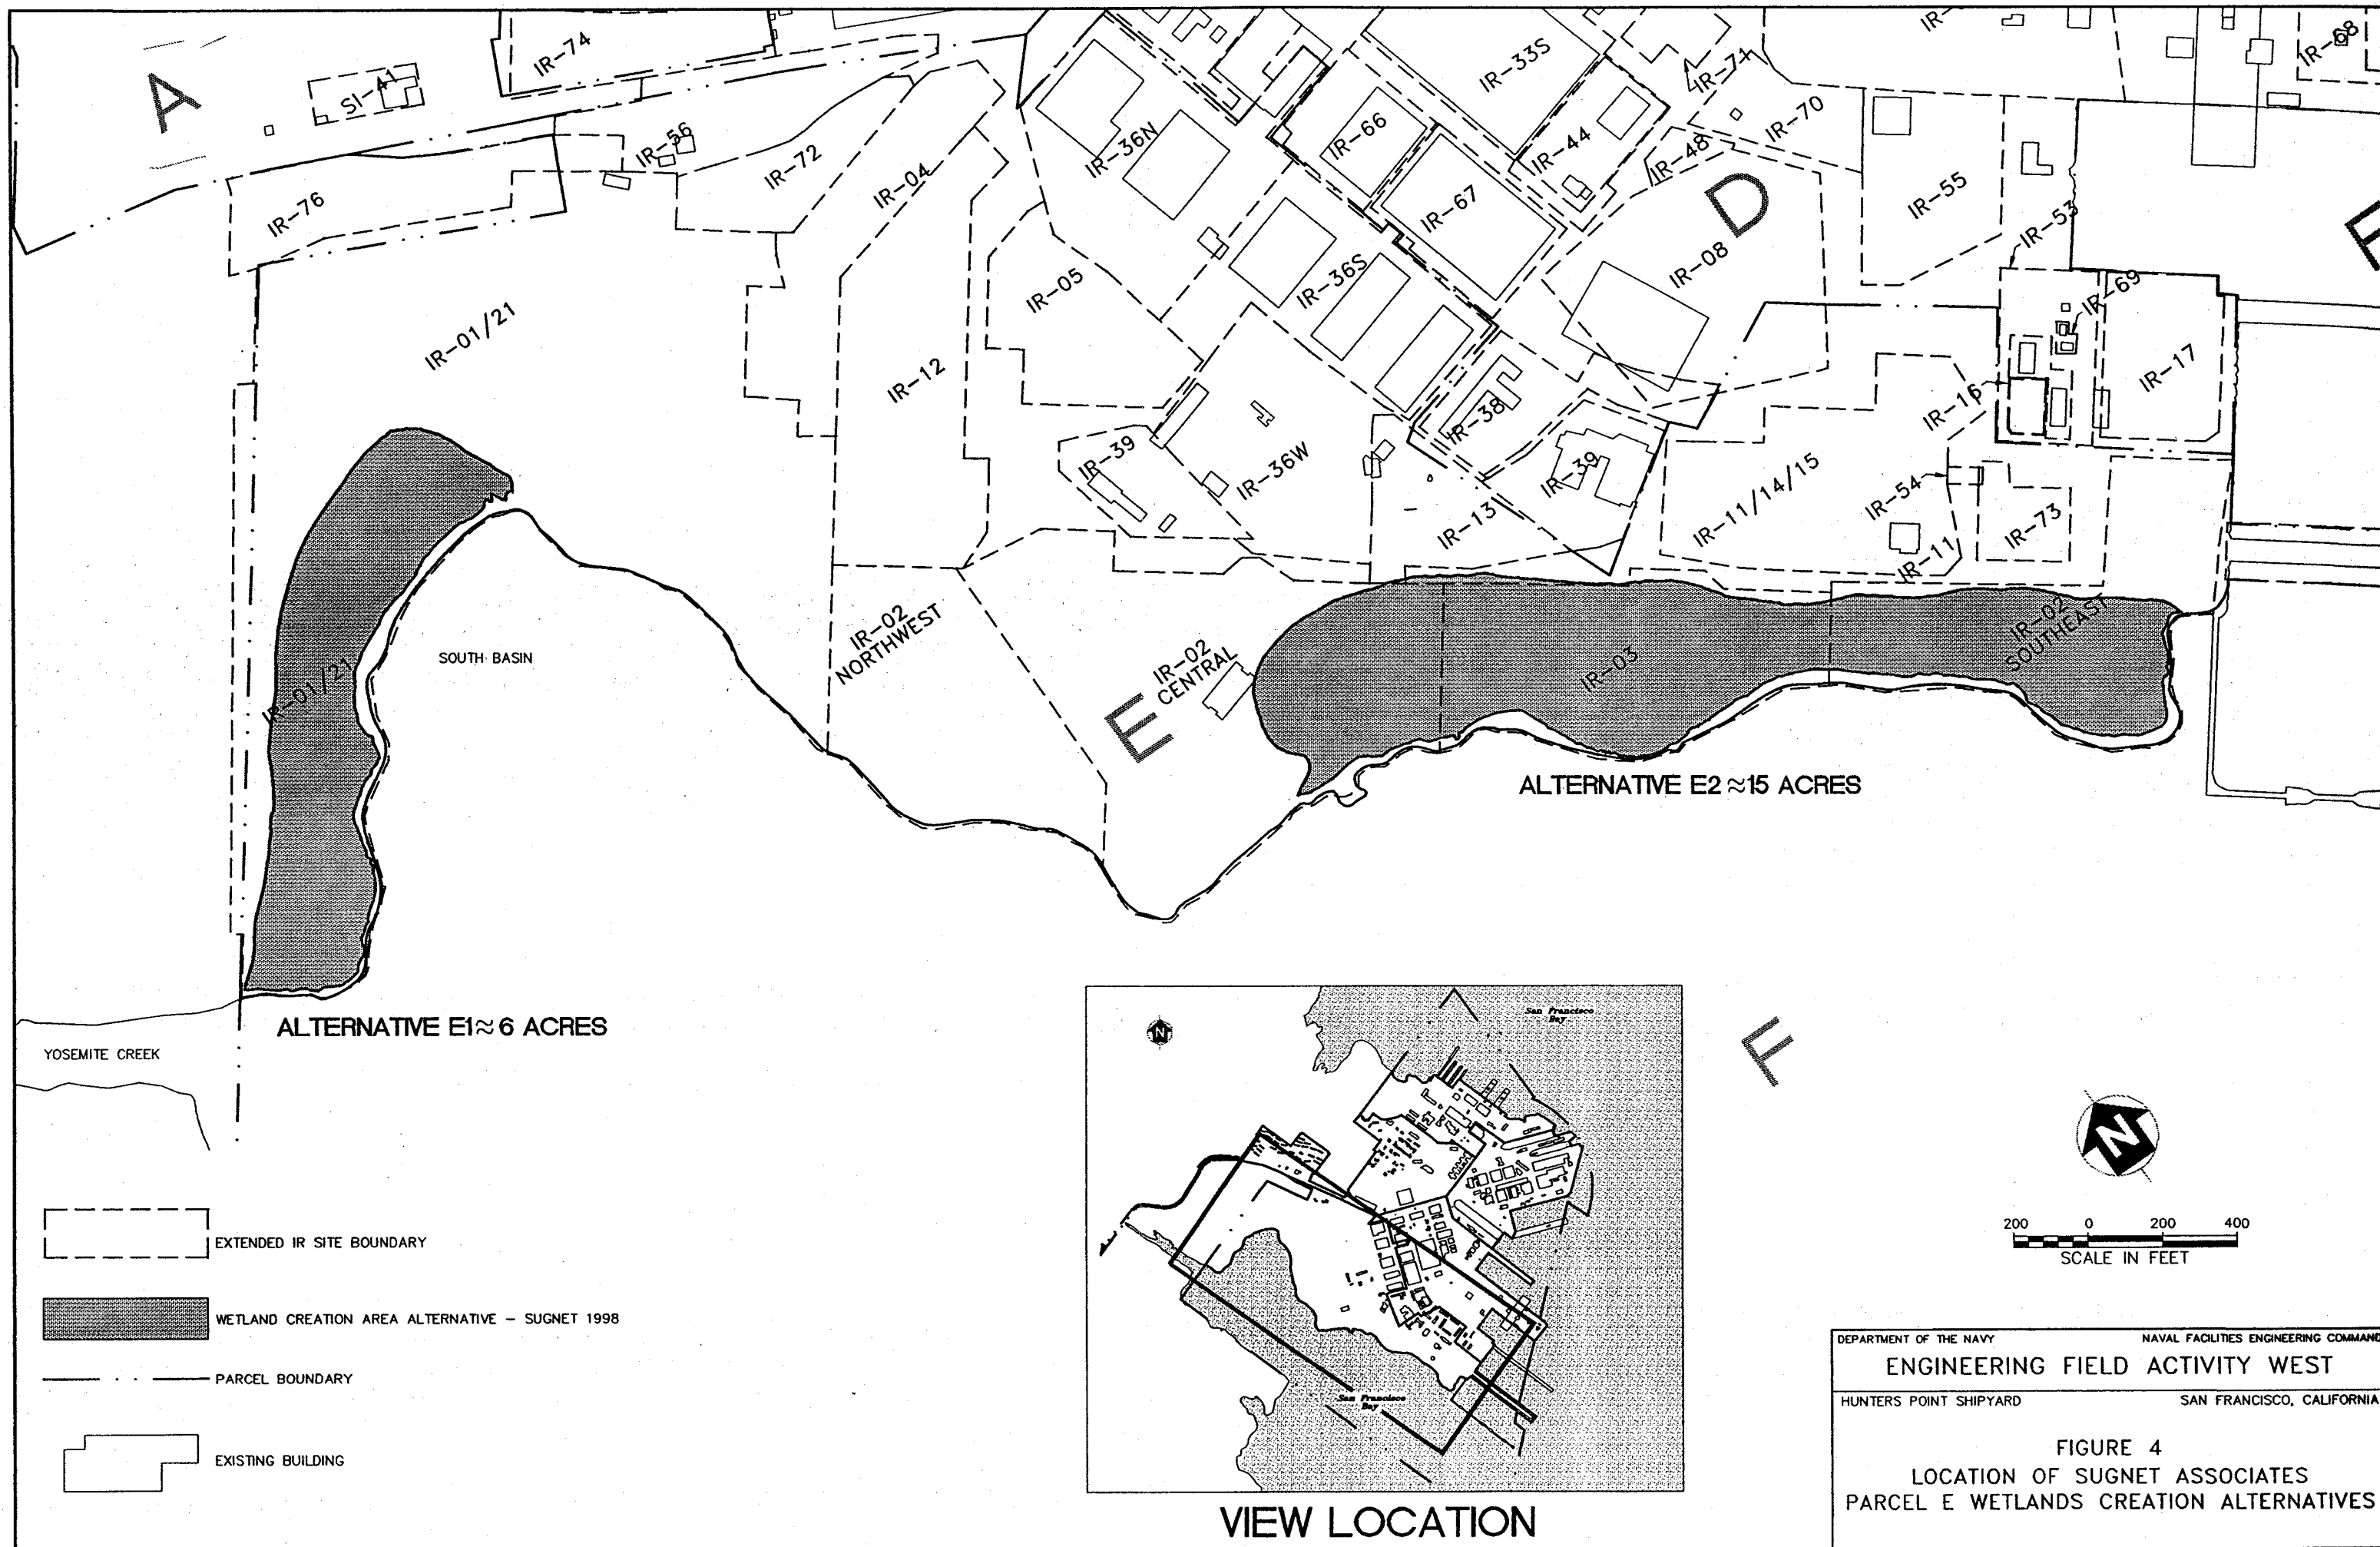 A
SI-41
IR-74
IR-56
IR-76
IR-72
IR-04
IR-01/21
IR-12
IR-05
IR-36N
IR-66
IR-33S
IR-67
IR-44
IR-71
IR-48
IR-70
IR-68
D
IR-08
IR-55
IR-53
IR-69
IR-17
IR-16
IR-36S
IR-38
IR-39
IR-36W
IR-39
IR-13
IR-11/14/15
IR-54
IR-11
IR-73
IR-01/21
SOUTH BASIN
IR-02
NORTHWEST
IR-02
CENTRAL
E
IR-03
IR-02
SOUTHEAST
ALTERNATIVE E2 ≈15 ACRES
ALTERNATIVE E1≈ 6 ACRES
YOSEMITE CREEK
F
N
San Francisco
Bay
San Francisco
Bay
VIEW LOCATION
N
200 0 200 400
SCALE IN FEET
EXTENDED IR SITE BOUNDARY
WETLAND CREATION AREA ALTERNATIVE – SUGNET 1998
PARCEL BOUNDARY
EXISTING BUILDING
DEPARTMENT OF THE NAVY NAVAL FACILITIES ENGINEERING COMMAND
ENGINEERING FIELD ACTIVITY WEST
HUNTERS POINT SHIPYARD SAN FRANCISCO, CALIFORNIA
FIGURE 4
LOCATION OF SUGNET ASSOCIATES
PARCEL E WETLANDS CREATION ALTERNATIVES